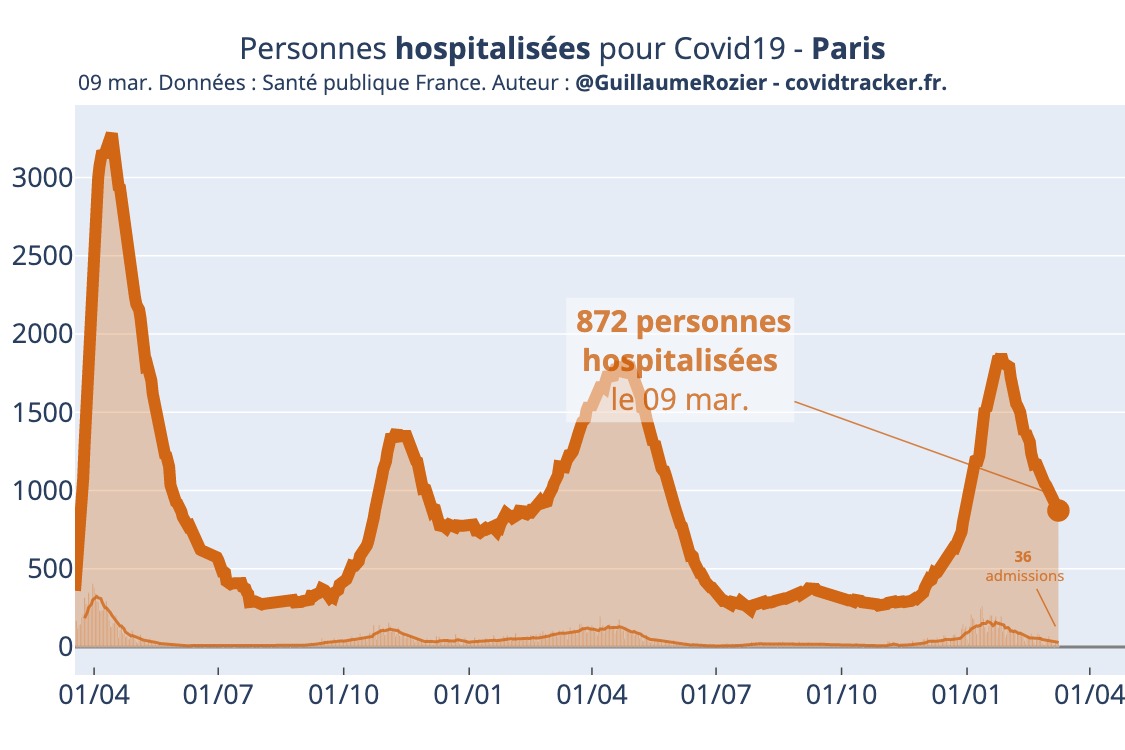 Personnes hospitalisées pour Covid19 - Paris
09 mar. Données : Santé publique France. Auteur : @GuillaumeRozier - covidtracker.fr.
3000
2500
2000
1500
1000
500
0
872 personnes
hospitalisées
le 09 mar.
36
admissions
01/04 01/07 01/10 01/01 01/04 01/07 01/10 01/01 01/04